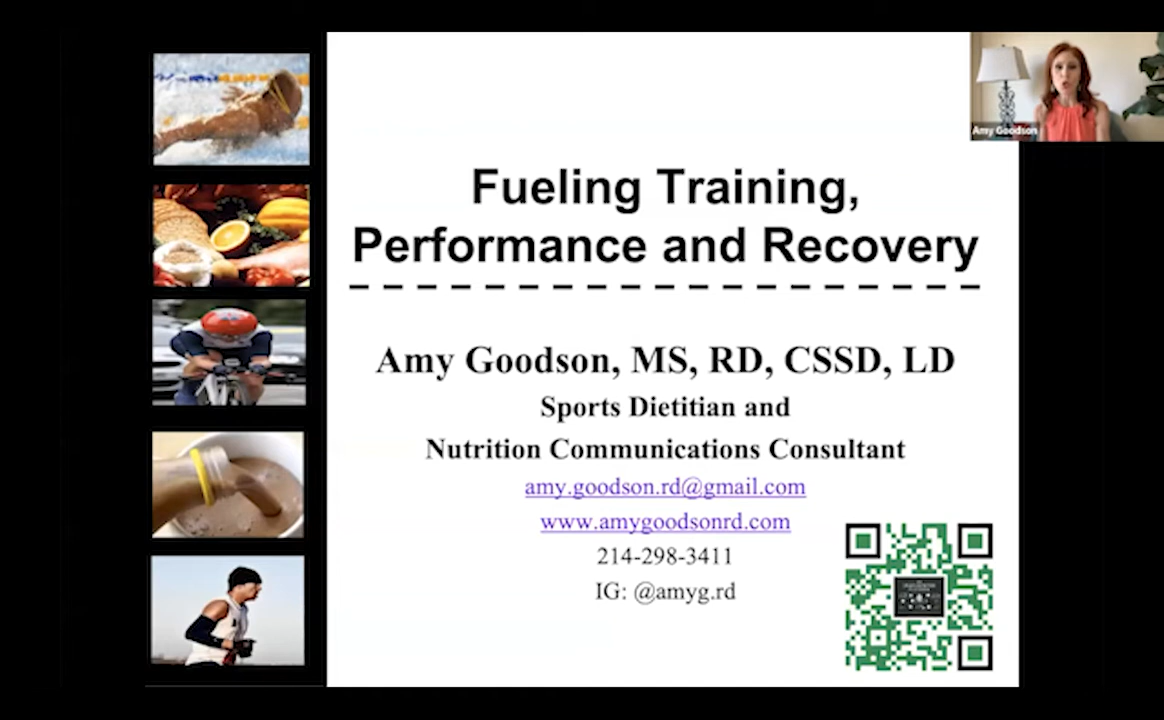 Fueling Training,
Performance and Recovery
Amy Goodson, MS, RD, CSSD, LD
Sports Dietitian and
Nutrition Communications Consultant
amy.goodson.rd@gmail.com
www.amygoodsonrd.com
214-298-3411
IG: @amyg.rd
Amy Goodson